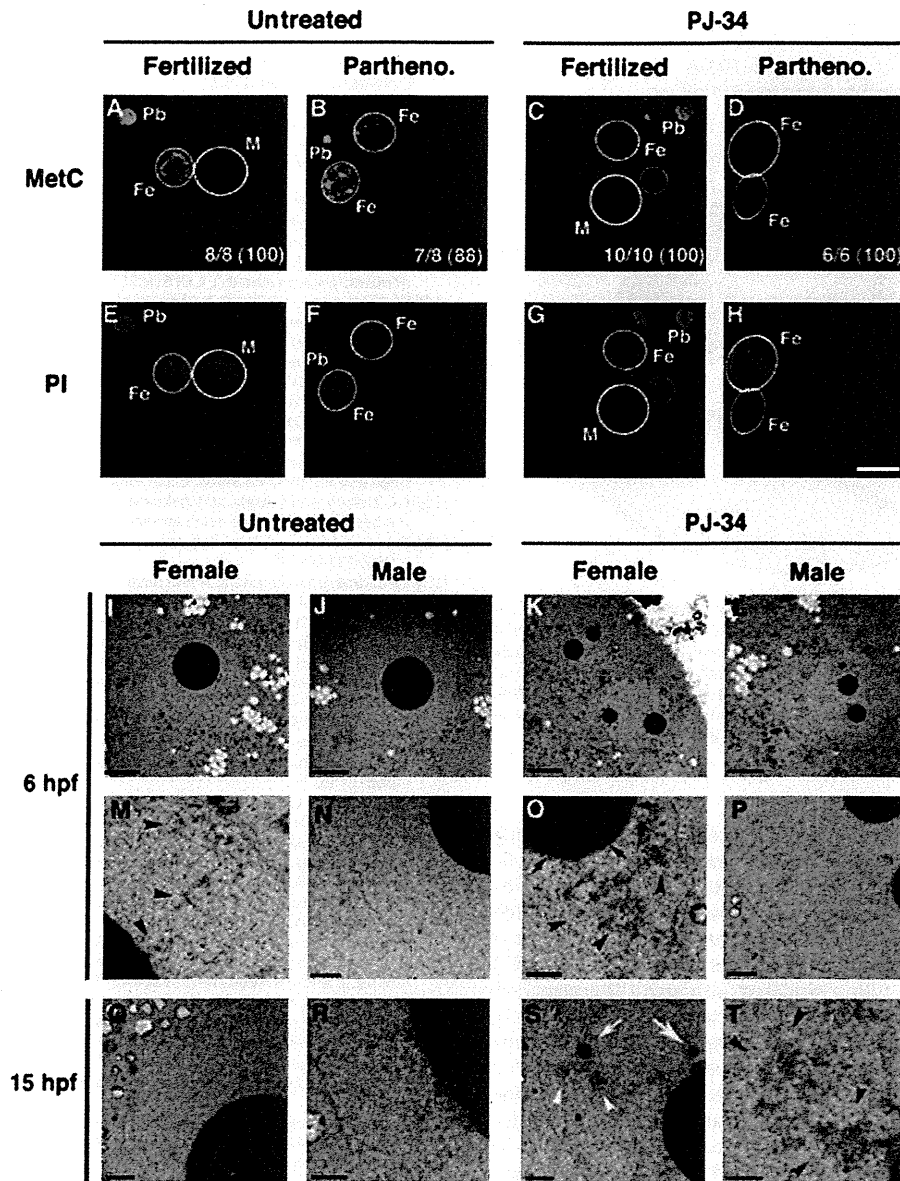 Untreated PJ-34
Fertilized Partheno. Fertilized Partheno.
MetC
A Pb M Fe 8/8 (100)
B Fe Pb Fe 7/8 (88)
C Pb Fe M 10/10 (100)
D Fe Fe 6/6 (100)
PI
E Pb M Fe
F Fe Pb Fe
G Pb Fe M
H Fe Fe
Untreated PJ-34
Female Male Female Male
6 hpf
I J K
M N O P
15 hpf
Q R S T